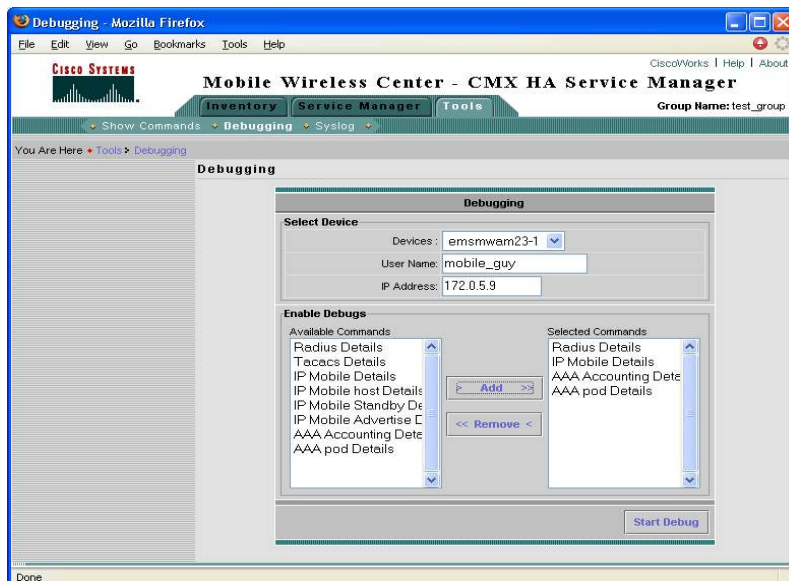 Debugging - Mozilla Firefox
File Edit View Go Bookmarks Tools Help
CiscoWorks | Help | About
CISCO SYSTEMS
Mobile Wireless Center - CMX HA Service Manager
Inventory Service Manager Tools
Group Name: test_group
Show Commands Debugging Syslog
You Are Here Tools Debugging
Debugging
Debugging
Select Device
Devices : emsmwam23-1
User Name: mobile_guy
IP Address: 172.0.5.9
Enable Debugs
Available Commands
Radius Details
Tacacs Details
IP Mobile Details
IP Mobile host Details
IP Mobile Standby De
IP Mobile Advertise D
AAA Accounting Deta
AAA pod Details
> Add >>
<< Remove <
Selected Commands
Radius Details
IP Mobile Details
AAA Accounting Deta
AAA pod Details
Start Debug
Done